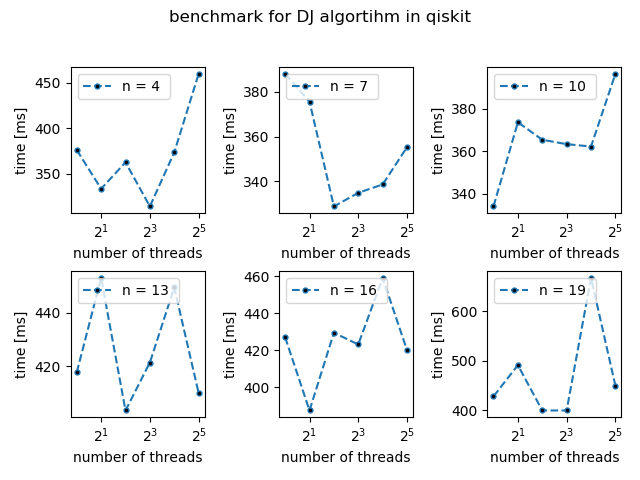 benchmark for DJ algortihm in qiskit
n = 4
n = 7
n = 10
time [ms]
450
400
350
2^1
2^3
2^5
number of threads
time [ms]
380
360
340
2^1
2^3
2^5
number of threads
time [ms]
380
360
340
2^1
2^3
2^5
number of threads
n = 13
n = 16
n = 19
time [ms]
440
420
2^1
2^3
2^5
number of threads
time [ms]
460
440
420
400
2^1
2^3
2^5
number of threads
time [ms]
600
500
400
2^1
2^3
2^5
number of threads